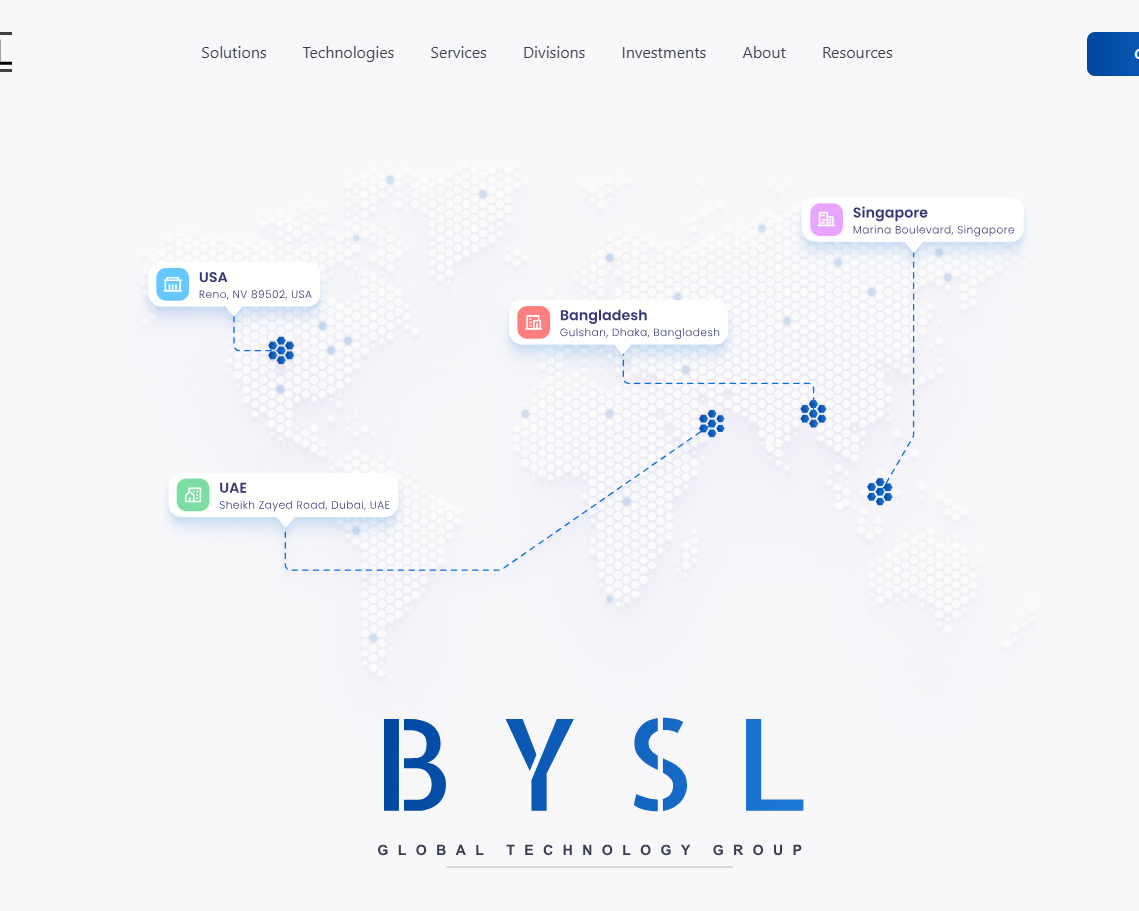 Solutions Technologies Services Divisions Investments About Resources
Singapore
Marina Boulevard, Singapore
USA
Reno, NV 89502, USA
Bangladesh
Gulshan, Dhaka, Bangladesh
UAE
Sheikh Zayed Road, Dubai, UAE
BYSL
GLOBAL TECHNOLOGY GROUP